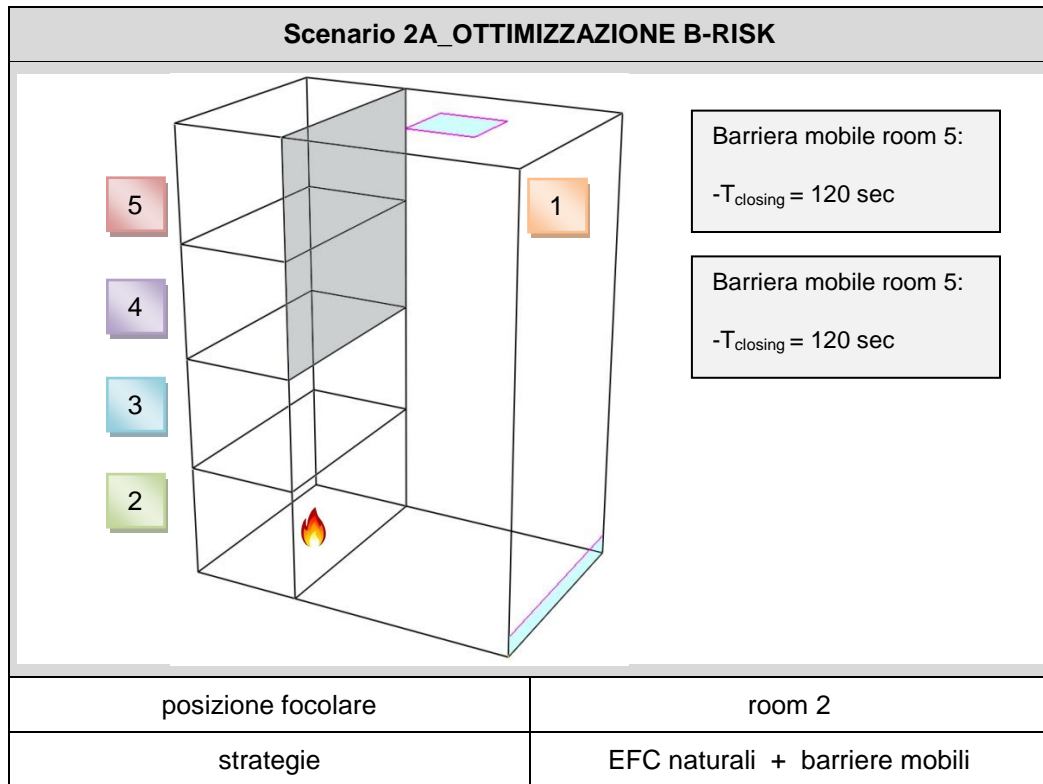 Scenario 2A_OTTIMIZZAZIONE B-RISK
Barriera mobile room 5:
-Tclosing = 120 sec
Barriera mobile room 5:
-Tclosing = 120 sec
5
1
4
3
2
posizione focolare
room 2
strategie
EFC naturali + barriere mobili